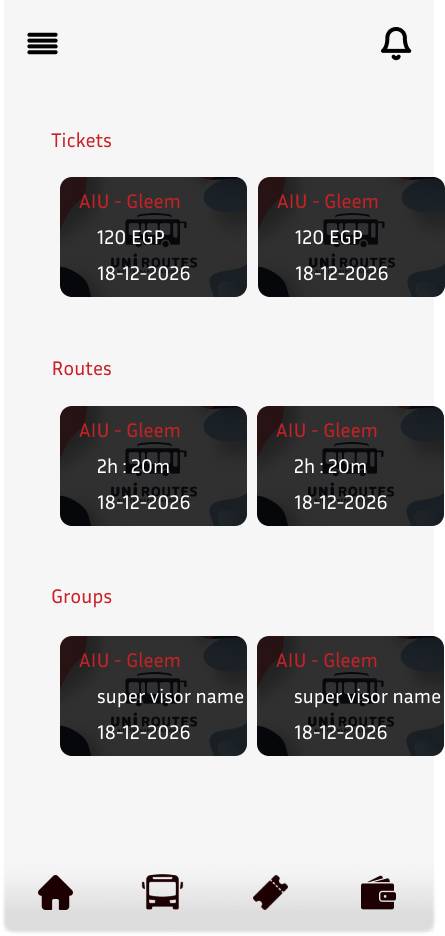 Tickets
AIU - Gleem
120 EGP
18-12-2026
UNI ROUTES
AIU - Gleem
120 EGP
18-12-2026
UNI ROUTES
Routes
AIU - Gleem
2h : 20m
18-12-2026
UNI ROUTES
AIU - Gleem
2h : 20m
18-12-2026
UNI ROUTES
Groups
AIU - Gleem
super visor name
18-12-2026
UNI ROUTES
AIU - Gleem
super visor name
18-12-2026
UNI ROUTES